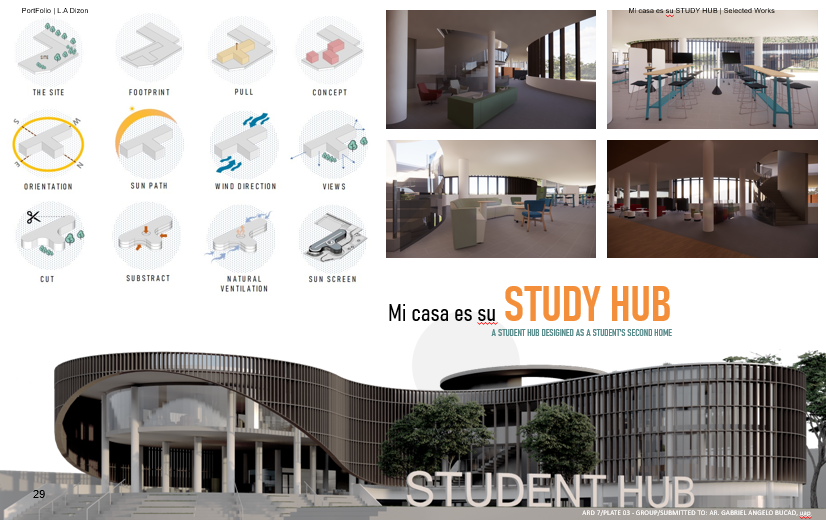 PortFolio | L.A Dizon
Mi casa es su STUDY HUB | Selected Works
SITE
THE SITE
FOOTPRINT
PULL
CONCEPT
S
W
E
N
ORIENTATION
SUN PATH
WIND DIRECTION
VIEWS
CUT
SUBSTRACT
NATURAL
VENTILATION
SUN SCREEN
Mi casa es su STUDY HUB
A STUDENT HUB DESIGINED AS A STUDENT'S SECOND HOME
STUDENT HUB
29
ARD 7/PLATE 03 - GROUP/SUBMITTED TO: AR. GABRIEL ANGELO BUCAD, uap